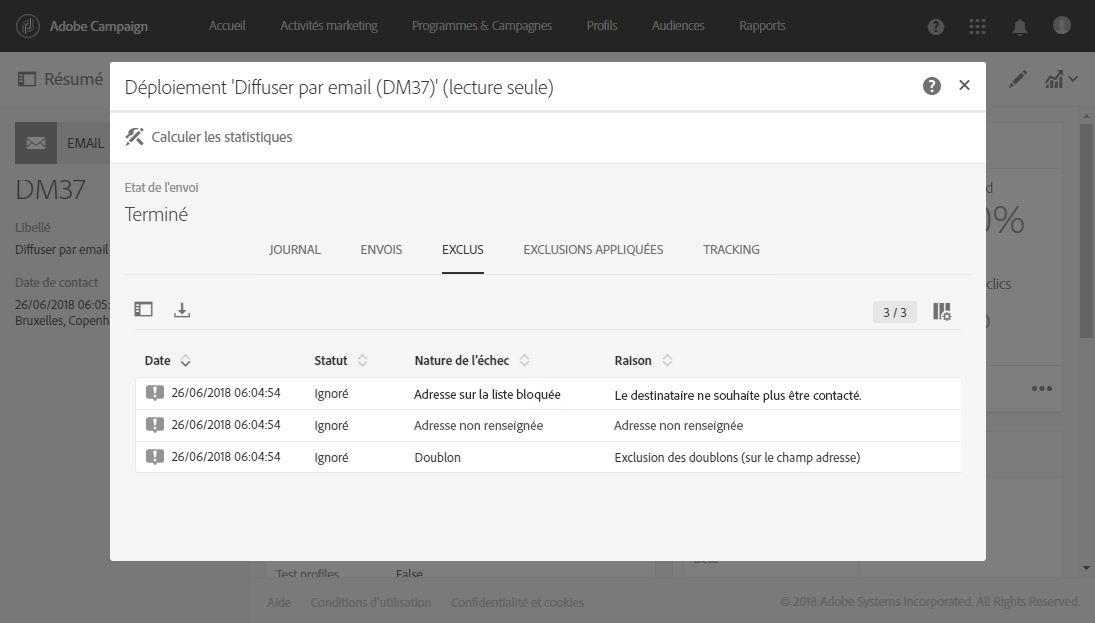 Adobe Campaign
Accueil
Activités marketing
Programmes & Campagnes
Profils
Audiences
Rapports
Résumé
EMAIL
DM37
Libellé
Diffuser par email
Date de contact
26/06/2018 06:05:
Bruxelles, Copenh
Déploiement 'Diffuser par email (DM37)' (lecture seule)
Calculer les statistiques
Etat de l'envoi
Terminé
JOURNAL
ENVOIS
EXCLUS
EXCLUSIONS APPLIQUÉES
TRACKING
3 / 3
Date
Statut
Nature de l'échec
Raison
26/06/2018 06:04:54
Ignoré
Adresse sur la liste bloquée
Le destinataire ne souhaite plus être contacté.
26/06/2018 06:04:54
Ignoré
Adresse non renseignée
Adresse non renseignée
26/06/2018 06:04:54
Ignoré
Doublon
Exclusion des doublons (sur le champ adresse)
clics
Test profiles
False
Aide
Conditions d'utilisation
Confidentialité et cookies
© 2018 Adobe Systems Incorporated. All Rights Reserved.